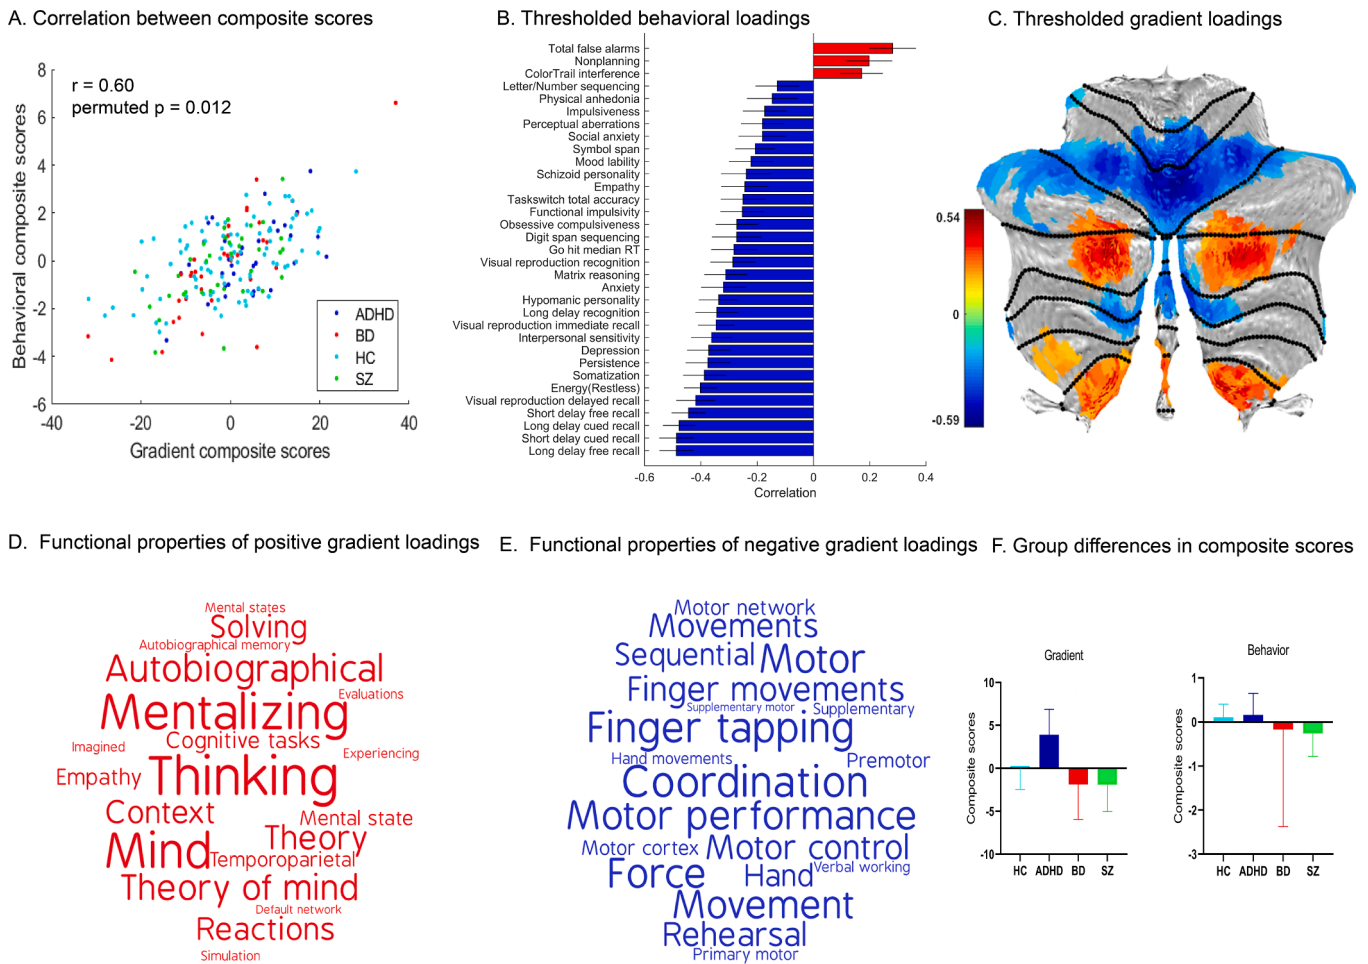 A. Correlation between composite scores
r = 0.60
permuted p = 0.012
Behavioral composite scores
8
6
4
2
0
-2
-4
-6
-40
-20
0
20
40
Gradient composite scores
ADHD
BD
HC
SZ
B. Thresholded behavioral loadings
Total false alarms
Nonplanning
ColorTrail interference
Letter/Number sequencing
Physical anhedonia
Impulsiveness
Perceptual aberrations
Social anxiety
Symbol span
Mood lability
Schizoid personality
Empathy
Taskswitch total accuracy
Functional impulsivity
Obsessive compulsiveness
Digit span sequencing
Go hit median RT
Visual reproduction recognition
Matrix reasoning
Anxiety
Hypomanic personality
Long delay recognition
Visual reproduction immediate recall
Interpersonal sensitivity
Depression
Persistence
Somatization
Energy(Restless)
Visual reproduction delayed recall
Short delay free recall
Long delay cued recall
Short delay cued recall
Long delay free recall
-0.6
-0.4
-0.2
0
0.2
0.4
Correlation
C. Thresholded gradient loadings
0.54
0
-0.59
D. Functional properties of positive gradient loadings
Mental states
Solving
Autobiographical memory
Autobiographical
Evaluations
Mentalizing
Cognitive tasks
Imagined
Experiencing
Empathy
Thinking
Context
Mental state
Theory
Mind
Temporoparietal
Theory of mind
Default network
Reactions
Simulation
E. Functional properties of negative gradient loadings
Motor network
Movements
Sequential
Motor
Finger movements
Supplementary motor
Supplementary
Finger tapping
Hand movements
Premotor
Coordination
Motor performance
Motor cortex
Motor control
Verbal working
Force
Hand
Movement
Rehearsal
Primary motor
F. Group differences in composite scores
Gradient
Composite scores
10
5
0
-5
-10
HC
ADHD
BD
SZ
Behavior
Composite scores
1
0
-1
-2
-3
HC
ADHD
BD
SZ